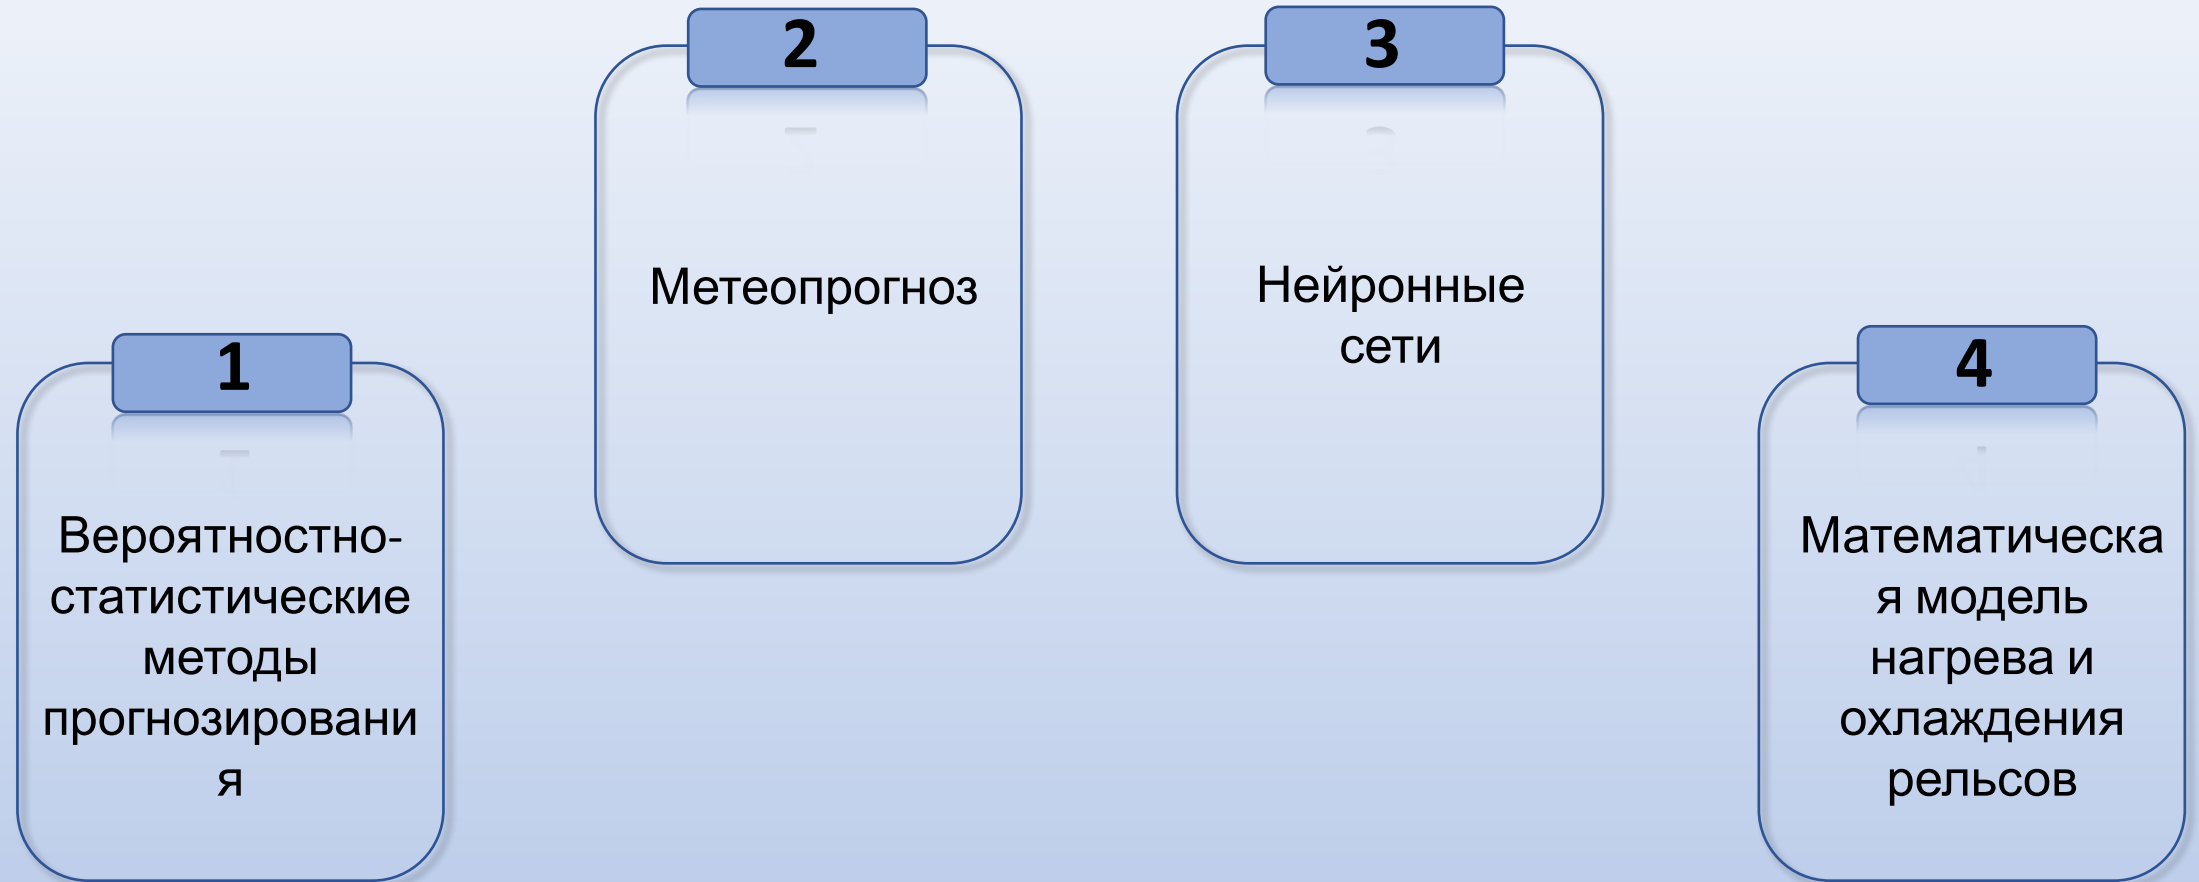 1
Вероятностно-
статистические
методы
прогнозировани
я
2
Метеопрогноз
3
Нейронные
сети
4
Математическа
я модель
нагрева и
охлаждения
рельсов